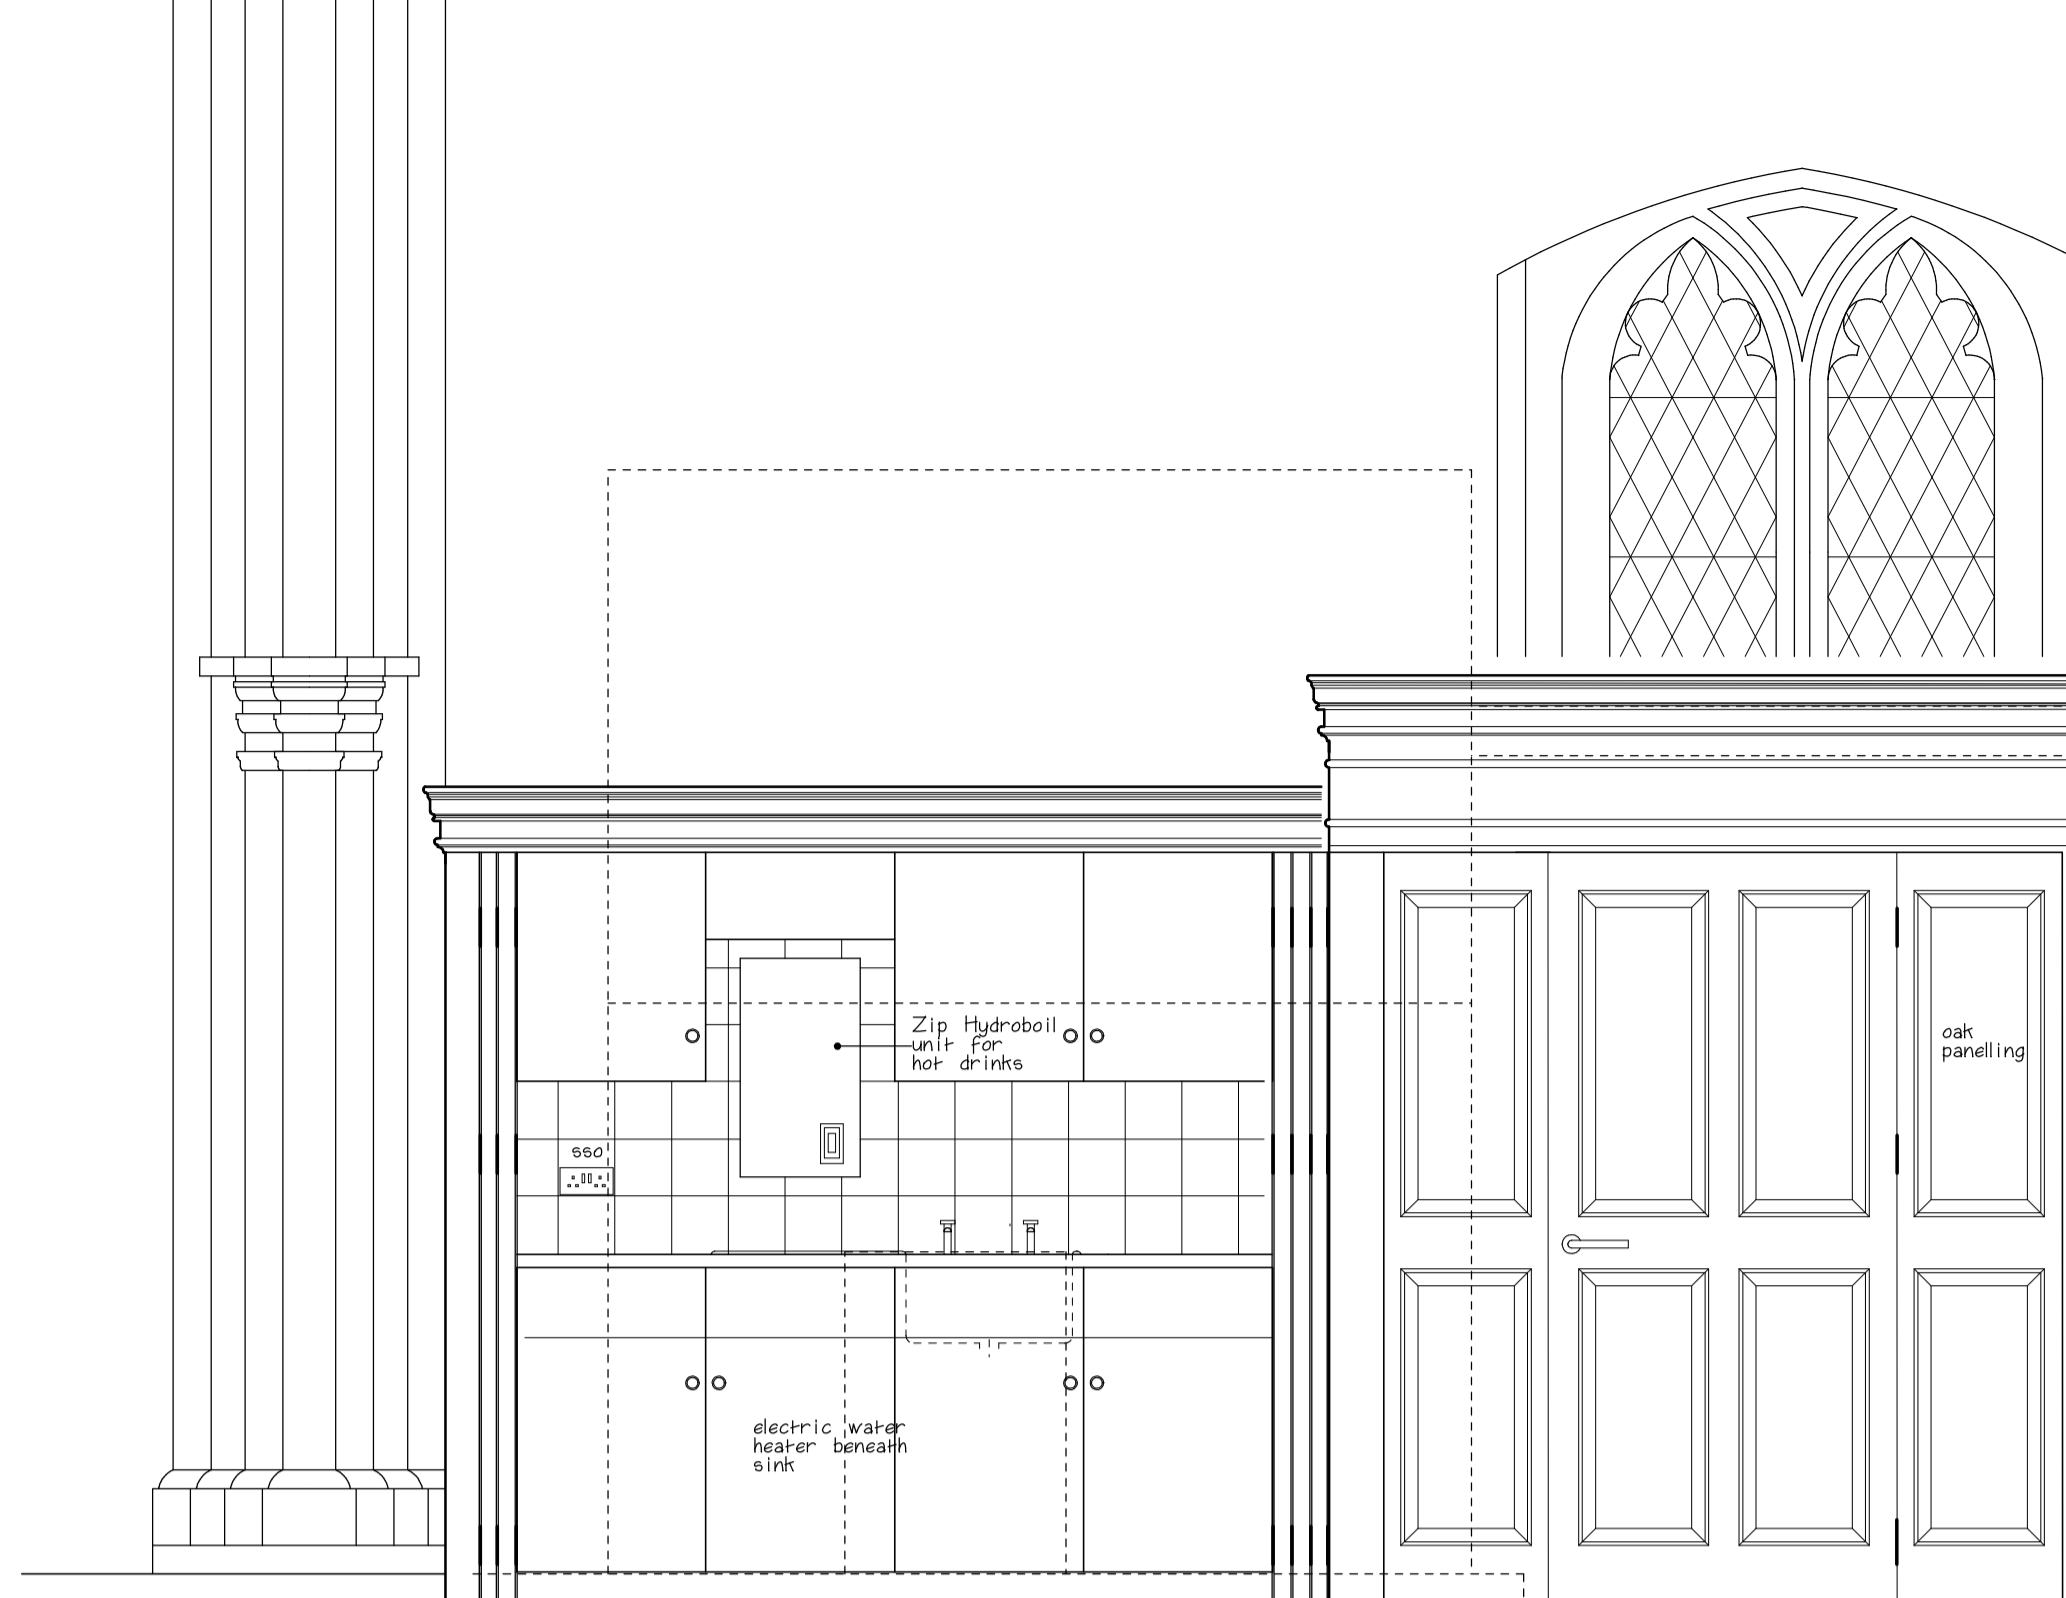 Zip Hydroboil
unit for
hot drinks
oak
panelling
sso
electric water
heater beneath
sink